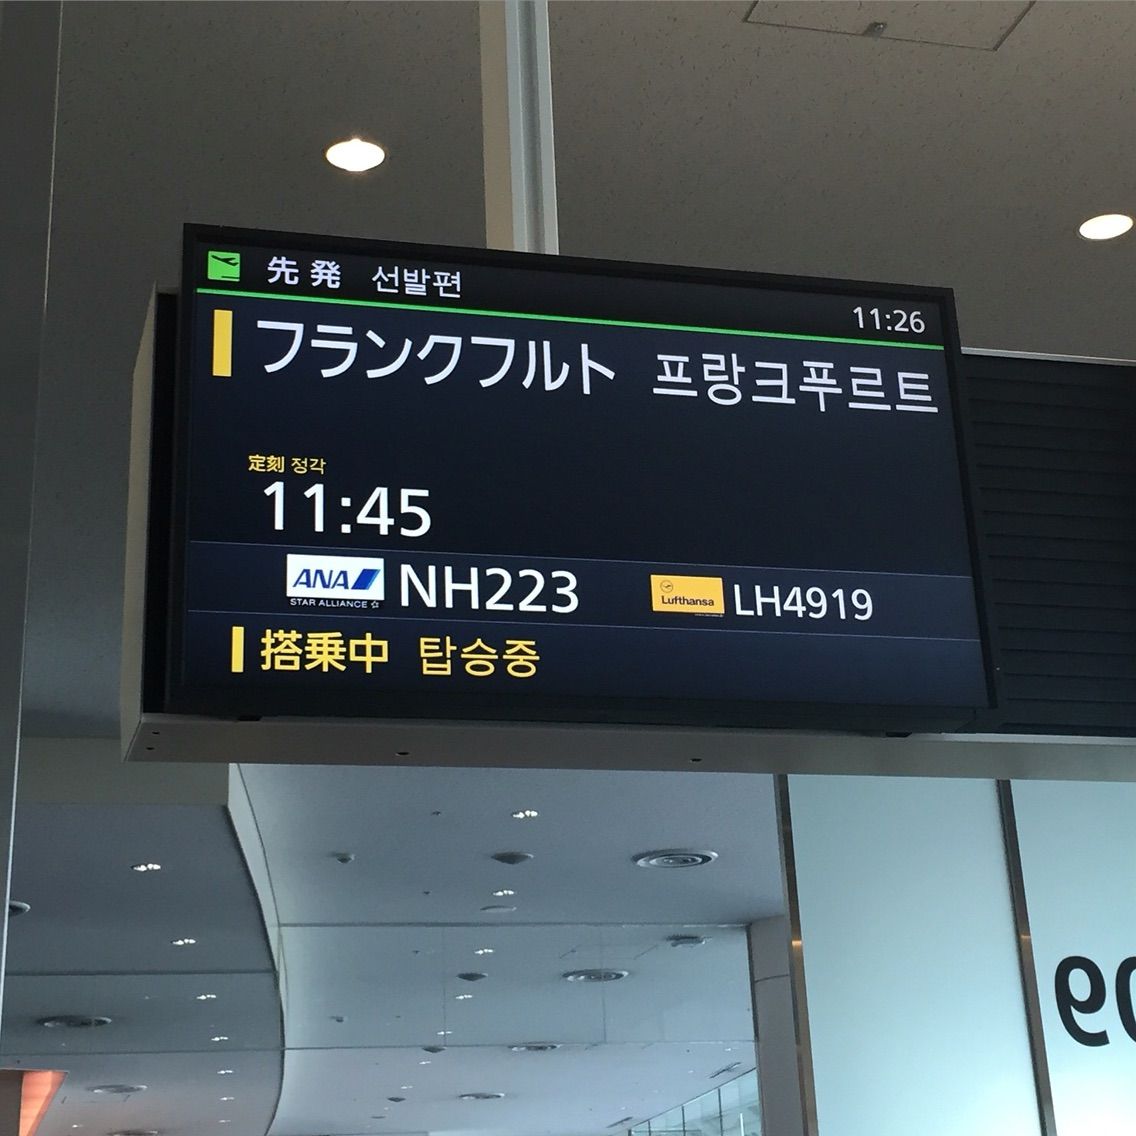 先発 선발편
11:26
フランクフルト 프랑크푸르트
定刻 정각
11:45
ANA NH223 Lufthansa LH4919
STAR ALLIANCE
搭乗中 탑승중